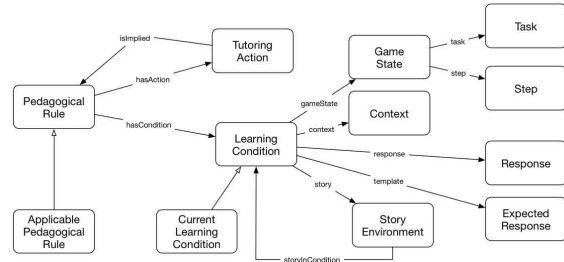 isImplied
Tutoring
Action
hasAction
Pedagogical
Rule
hasCondition
Learning
Condition
gameState
Game
State
task
Task
step
Step
context
Context
response
Response
template
Expected
Response
story
Story
Environment
storyInCondition
Applicable
Pedagogical
Rule
Current
Learning
Condition